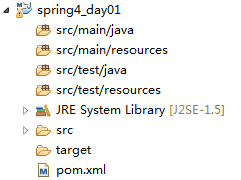 spring4_day01
src/main/java
src/main/resources
src/test/java
src/test/resources
JRE System Library [J2SE-1.5]
src
target
pom.xml